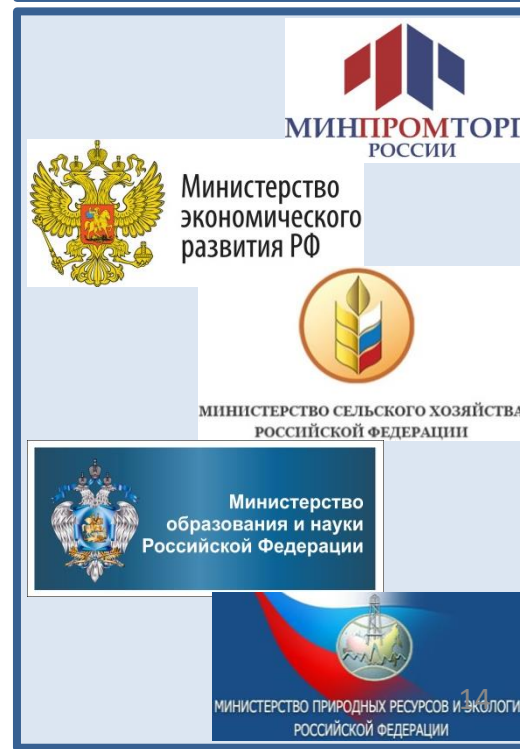 МИНПРОМТОРГ
РОССИИ
Министерство
экономического
развития РФ
МИНИСТЕРСТВО СЕЛЬСКОГО ХОЗЯЙСТВА
РОССИЙСКОЙ ФЕДЕРАЦИИ
Министерство
образования и науки
Российской Федерации
МИНИСТЕРСТВО ПРИРОДНЫХ РЕСУРСОВ И ЭКОЛОГИ
14
РОССИЙСКОЙ ФЕДЕРАЦИИ